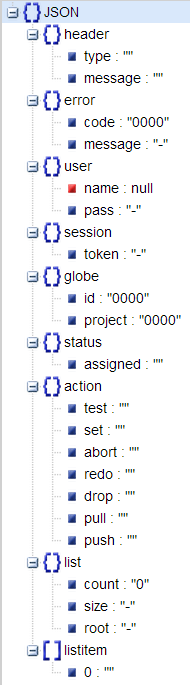 JSON
header
type : ""
message : ""
error
code : "0000"
message : "-"
user
name : null
pass : "-"
session
token : "-"
globe
id : "0000"
project : "0000"
status
assigned : ""
action
test : ""
set : ""
abort : ""
redo : ""
drop : ""
pull : ""
push : ""
list
count : "0"
size : "-"
root : "-"
listitem
0 : ""